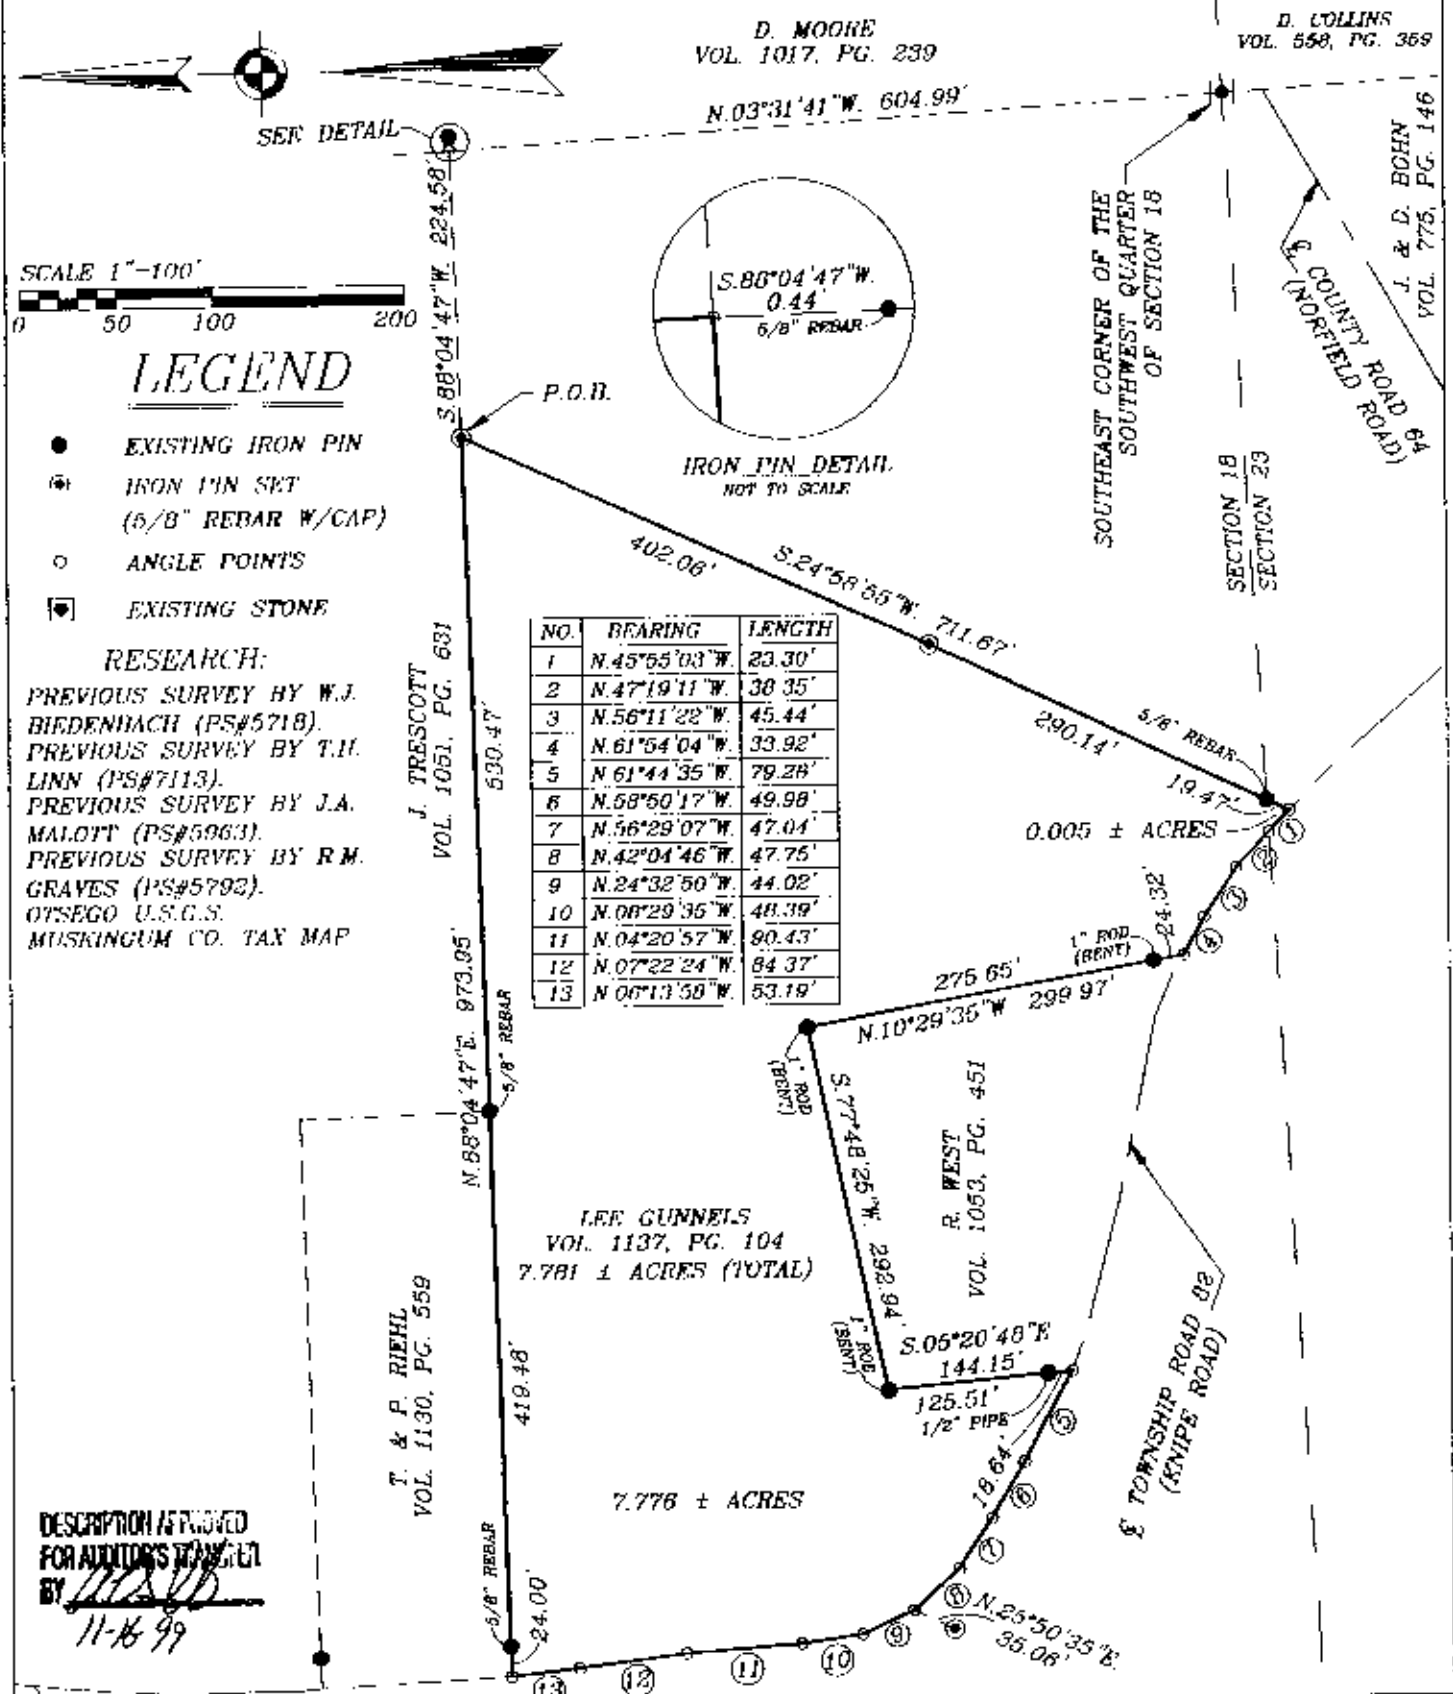 D. MOORE
VOL. 1017, PG. 239
D. COLLINS
VOL. 558, PG. 369
N.03°31'41"W. 604.99'
SEE DETAIL
J. & D. BOHN
VOL. 775, PG. 146
S.88°04'47"W. 224.58'
SCALE 1"-100'
0 50 100 200
S.88°04'47"W.
0.44'
5/8" REBAR
IRON PIN DETAIL
NOT TO SCALE
SOUTHEAST CORNER OF THE
SOUTHWEST QUARTER
OF SECTION 18
℄ COUNTY ROAD 64
(NORFIELD ROAD)
SECTION 18
SECTION 23
P.O.B.
LEGEND
EXISTING IRON PIN
IRON PIN SET
(5/8" REBAR W/CAP)
ANGLE POINTS
EXISTING STONE
RESEARCH:
PREVIOUS SURVEY BY W.J.
BIEDENBACH (PS#5718).
PREVIOUS SURVEY BY T.H.
LINN (PS#7113).
PREVIOUS SURVEY BY J.A.
MALOTT (PS#5963).
PREVIOUS SURVEY BY R.M.
GRAVES (PS#5792).
OTSEGO U.S.G.S.
MUSKINGUM CO. TAX MAP
402.06'
S.24°58'55"W. 711.67'
290.14'
5/8" REBAR
19.47'
0.005 ± ACRES
NO. BEARING LENGTH
1 N.45°55'03"W. 23.30'
2 N.47°19'11"W. 38.35'
3 N.56°11'22"W. 45.44'
4 N.61°54'04"W. 33.92'
5 N.61°44'35"W. 79.28'
6 N.58°50'17"W. 49.98'
7 N.56°29'07"W. 47.04'
8 N.42°04'46"W. 47.75'
9 N.24°32'50"W. 44.02'
10 N.08°29'35"W. 48.39'
11 N.04°20'57"W. 90.43'
12 N.07°22'24"W. 84.37'
13 N.06°13'58"W. 53.19'
J. TRESCOTT
VOL. 1051, PG. 631
530.47'
N.88°04'47"E. 973.95'
5/8" REBAR
1
2
3
4
24.32'
1" ROD
(BENT)
275.65'
N.10°29'35"W 299.97'
1" ROD
(BENT)
S.77°48'25"W. 292.94'
R. WEST
VOL. 1053, PG. 451
LEE GUNNELS
VOL. 1137, PG. 104
7.781 ± ACRES (TOTAL)
T. & P. RIEHL
VOL. 1130, PG. 559
419.48'
1" ROD
(BENT)
S.05°20'48"E
144.15'
125.51'
1/2" PIPE
18.64'
℄ TOWNSHIP ROAD 82
(KNIPE ROAD)
7.776 ± ACRES
5
6
7
8
9
10
11
12
13
N.25°50'35"E.
35.06'
5/8" REBAR
24.00'
DESCRIPTION APPROVED
FOR AUDITOR'S TRANSFER
BY
11-16-99